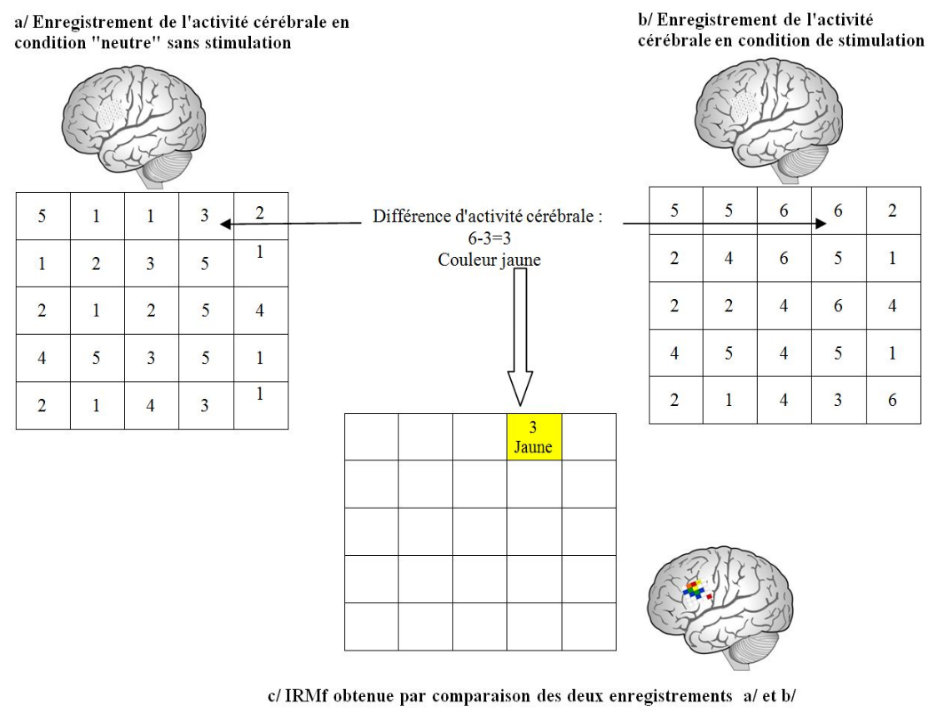 a/ Enregistrement de l'activité cérébrale en
condition "neutre" sans stimulation
b/ Enregistrement de l'activité
cérébrale en condition de stimulation
5 1 1 3 2
1 2 3 5 1
2 1 2 5 4
4 5 3 5 1
2 1 4 3 1
Différence d'activité cérébrale :
6-3=3
Couleur jaune
5 5 6 6 2
2 4 6 5 1
2 2 4 6 4
4 5 4 5 1
2 1 4 3 6
3
Jaune
c/ IRMf obtenue par comparaison des deux enregistrements a/ et b/